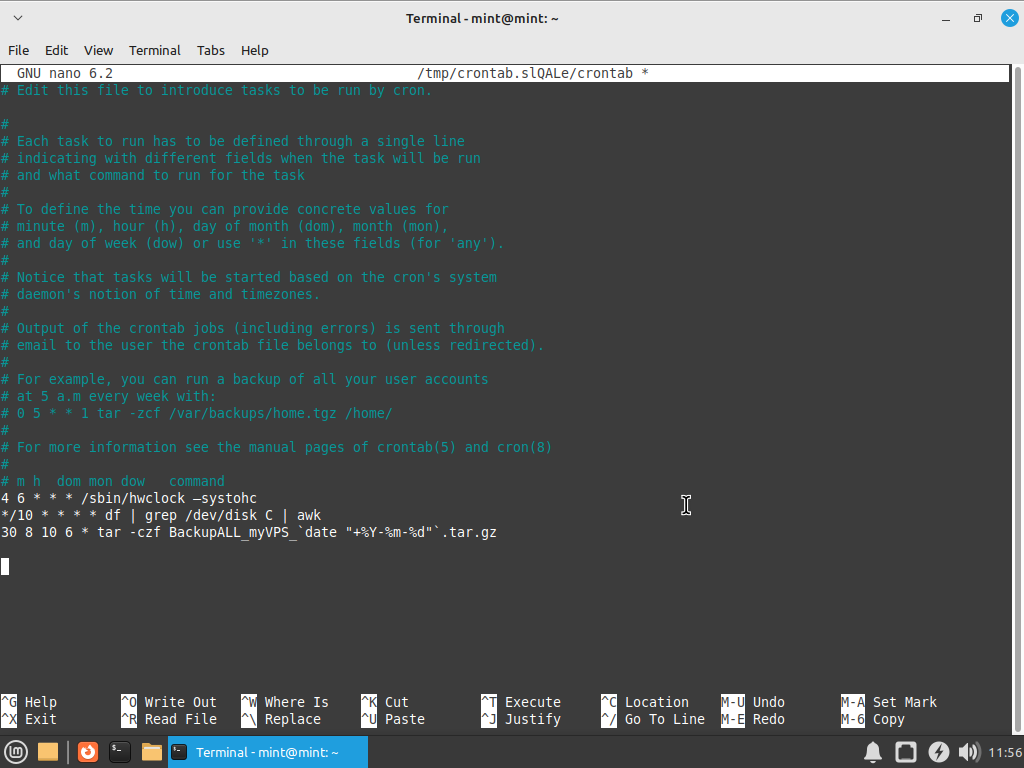 Terminal - mint@mint: ~
File Edit View Terminal Tabs Help
GNU nano 6.2 /tmp/crontab.slQALe/crontab *
# Edit this file to introduce tasks to be run by cron.
#
# Each task to run has to be defined through a single line
# indicating with different fields when the task will be run
# and what command to run for the task
#
# To define the time you can provide concrete values for
# minute (m), hour (h), day of month (dom), month (mon),
# and day of week (dow) or use '*' in these fields (for 'any').
#
# Notice that tasks will be started based on the cron's system
# daemon's notion of time and timezones.
#
# Output of the crontab jobs (including errors) is sent through
# email to the user the crontab file belongs to (unless redirected).
#
# For example, you can run a backup of all your user accounts
# at 5 a.m every week with:
# 0 5 * * 1 tar -zcf /var/backups/home.tgz /home/
#
# For more information see the manual pages of crontab(5) and cron(8)
#
# m h  dom mon dow   command
4 6 * * * /sbin/hwclock –systohc
*/10 * * * * df | grep /dev/disk C | awk
30 8 10 6 * tar -czf BackupALL_myVPS_`date "+%Y-%m-%d"`.tar.gz
^G Help ^O Write Out ^W Where Is ^K Cut ^T Execute ^C Location M-U Undo M-A Set Mark
^X Exit ^R Read File ^\ Replace ^U Paste ^J Justify ^/ Go To Line M-E Redo M-6 Copy
Terminal - mint@mint: ~ 11:56